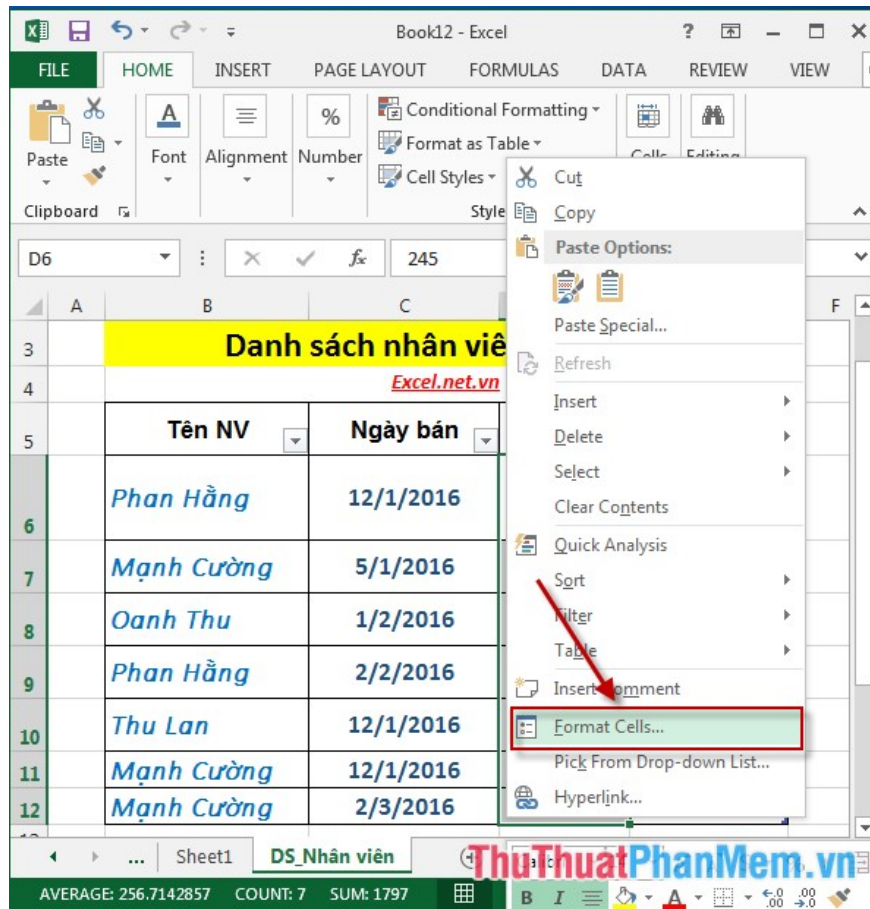 Book12 - Excel
?
FILE HOME INSERT PAGE LAYOUT FORMULAS DATA REVIEW VIEW
Paste
Font
Alignment
Number
Conditional Formatting
Format as Table
Cell Styles
Cells
Editing
Clipboard
Style
D6
fx
245
A B C F
3 Danh sách nhân viê
4 Excel.net.vn
5 Tên NV Ngày bán
6 Phan Hằng 12/1/2016
7 Mạnh Cường 5/1/2016
8 Oanh Thu 1/2/2016
9 Phan Hằng 2/2/2016
10 Thu Lan 12/1/2016
11 Mạnh Cường 12/1/2016
12 Mạnh Cường 2/3/2016
Cut
Copy
Paste Options:
Paste Special...
Refresh
Insert
Delete
Select
Clear Contents
Quick Analysis
Sort
Filter
Table
Insert Comment
Format Cells...
Pick From Drop-down List...
Hyperlink...
... Sheet1 DS_Nhân viên
ThuThuatPhanMem.vn
AVERAGE: 256.7142857 COUNT: 7 SUM: 1797
B I A